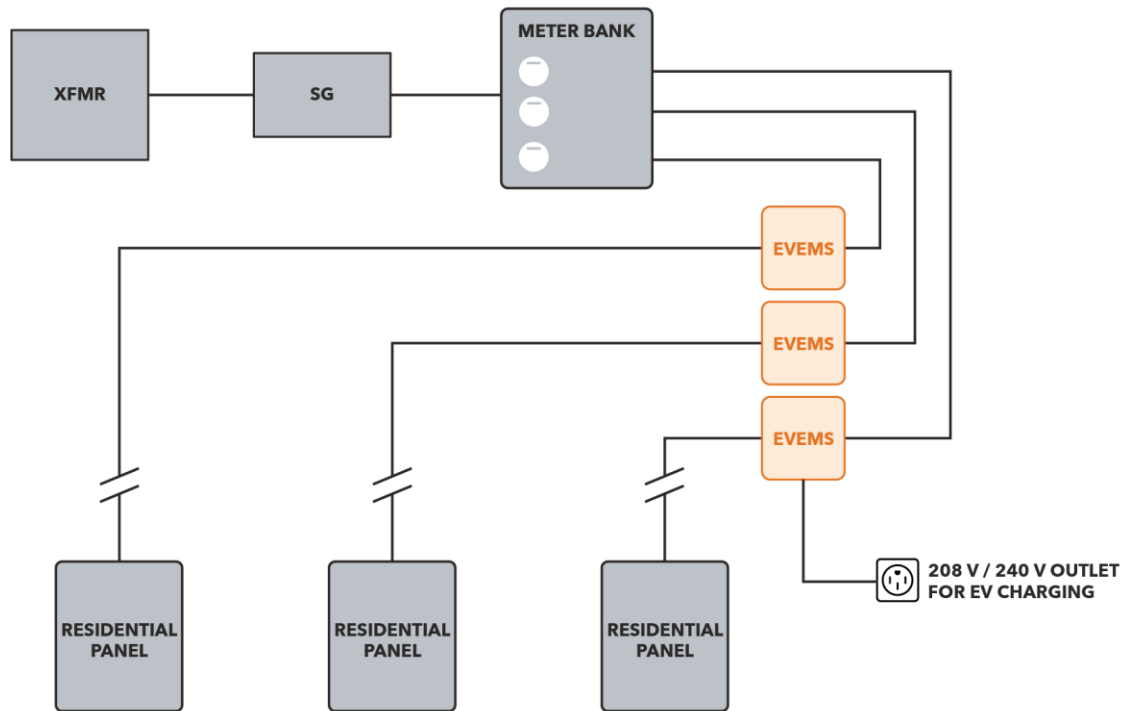 METER BANK
XFMR
SG
EVEMS
EVEMS
EVEMS
208 V / 240 V OUTLET
FOR EV CHARGING
RESIDENTIAL
PANEL
RESIDENTIAL
PANEL
RESIDENTIAL
PANEL